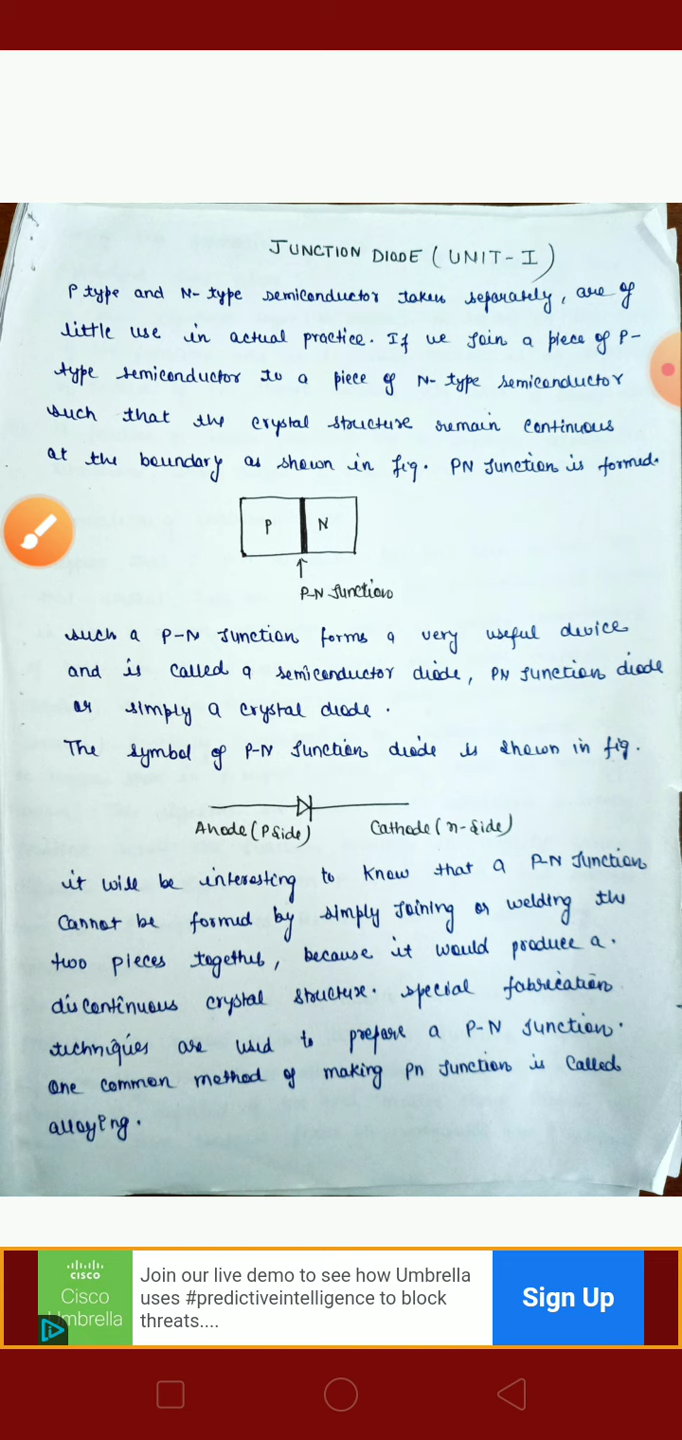 JUNCTION DIODE (UNIT-I)
P type and N-type semiconductor taken separately, are of
little use in actual practice. If we Join a piece of P-
type semiconductor to a piece of N-type semiconductor
such that the crystal structure remain continuous
at the boundary as shown in fig. PN Junction is formed.
P N
P-N Junction
such a P-N Junction forms a very useful device
and is called a semiconductor diode, PN Junction diode
or simply a crystal diode.
The symbol of P-N Junction diode is shown in fig.
Anode (P side) Cathode (n-side)
it will be interesting to know that a P-N Junction
Cannot be formed by simply Joining or welding the
two pieces together, because it would produce a.
discontinuous crystal structure. special fabrication
techniques are used to prepare a P-N Junction.
One common method of making Pn Junction is Called
alloying.
CISCO
Cisco
Umbrella
Join our live demo to see how Umbrella
uses #predictiveintelligence to block
threats....
Sign Up